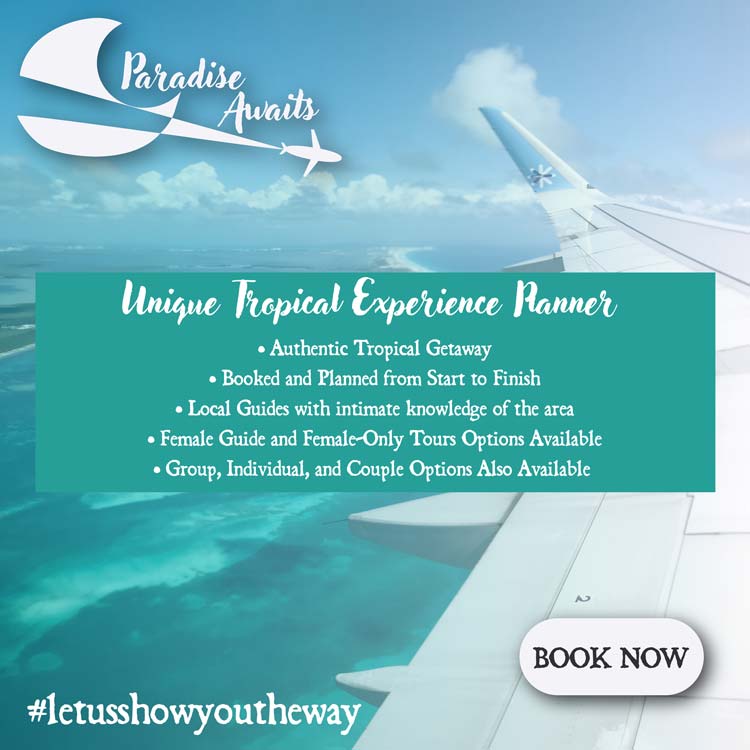 Paradise
Awaits
Unique Tropical Experience Planner
• Authentic Tropical Getaway
• Booked and Planned from Start to Finish
• Local Guides with intimate knowledge of the area
• Female Guide and Female-Only Tours Options Available
• Group, Individual, and Couple Options Also Available
BOOK NOW
#letusshowyoutheway